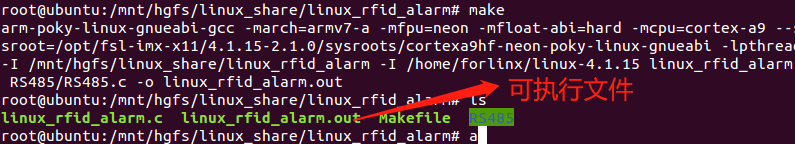 root@ubuntu:/mnt/hgfs/linux_share/linux_rfid_alarm# make
arm-poky-linux-gnueabi-gcc -march=armv7-a -mfpu=neon -mfloat-abi=hard -mcpu=cortex-a9 --s
sroot=/opt/fsl-imx-x11/4.1.15-2.1.0/sysroots/cortexa9hf-neon-poky-linux-gnueabi -lpthread
-I /mnt/hgfs/linux_share/linux_rfid_alarm -I /home/forlinx/linux-4.1.15 linux_rfid_alarm
RS485/RS485.c -o linux_rfid_alarm.out
可执行文件
root@ubuntu:/mnt/hgfs/linux_share/linux_rfid_alarm# ls
linux_rfid_alarm.c linux_rfid_alarm.out Makefile RS485
root@ubuntu:/mnt/hgfs/linux_share/linux_rfid_alarm# a